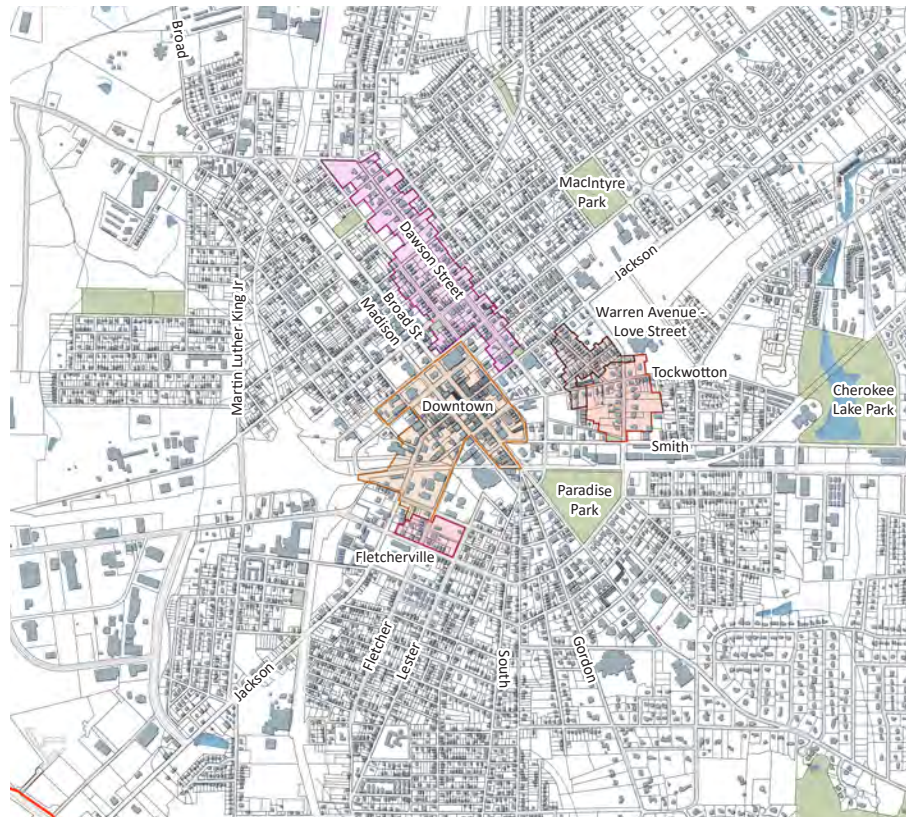 Broad
MacIntyre
Park
Dawson Street
Jackson
Broad St
Madison
Martin Luther King Jr
Warren Avenue -
Love Street
Tockwotton
Downtown
Cherokee
Lake Park
Smith
Paradise
Park
Fletcherville
Jackson
Fletcher
Lester
South
Gordon